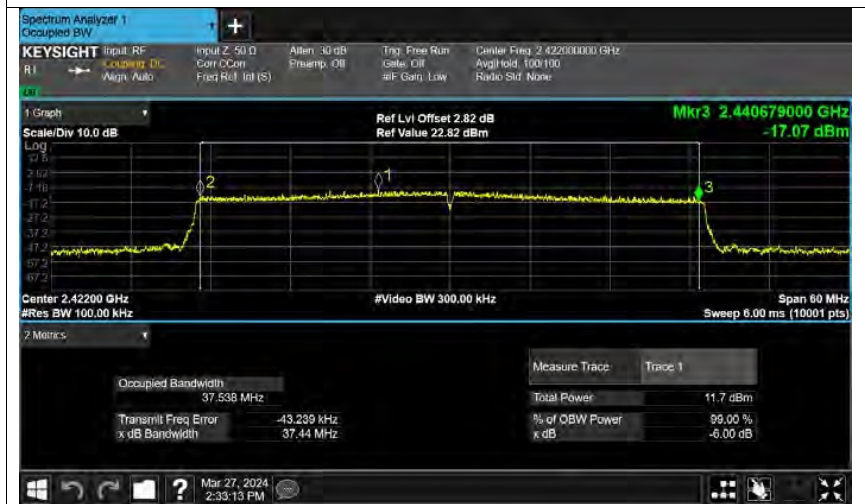 Spectrum Analyzer 1
Occupied BW
+
KEYSIGHT Input: RF Input Z: 50 Ω Atten: 30 dB Trig: Free Run Center Freq: 2.422000000 GHz
Coupling: DC Corr CCorr Preamp: Off Gate: Off Avg|Hold: 100/100
Align: Auto Freq Ref: Int (S) #IF Gain: Low Radio Std: None
1 Graph
Ref Lvl Offset 2.82 dB
Mkr3 2.440679000 GHz
Scale/Div 10.0 dB
Ref Value 22.82 dBm
-17.07 dBm
Log
1
2
3
Center 2.42200 GHz
#Video BW 300.00 kHz
Span 60 MHz
#Res BW 100.00 kHz
Sweep 6.00 ms (10001 pts)
2 Metrics
Measure Trace Trace 1
Occupied Bandwidth
37.538 MHz
Total Power 11.7 dBm
Transmit Freq Error -43.239 kHz
% of OBW Power 99.00 %
x dB Bandwidth 37.44 MHz
x dB -6.00 dB
?
Mar 27, 2024
2:33:13 PM